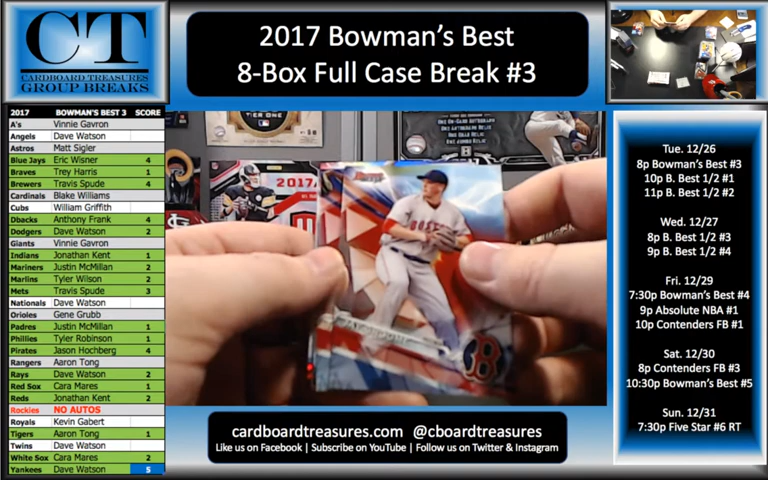 CT
CARDBOARD TREASURES
GROUP BREAKS
2017 Bowman's Best
8-Box Full Case Break #3
2017 BOWMAN'S BEST 3 SCORE
A's Vinnie Gavron
Angels Dave Watson
Astros Matt Sigler
Blue Jays Eric Wisner 4
Braves Trey Harris 1
Brewers Travis Spude 4
Cardinals Blake Williams
Cubs William Griffith
Dbacks Anthony Frank 4
Dodgers Dave Watson 2
Giants Vinnie Gavron
Indians Jonathan Kent 1
Mariners Justin McMillan 2
Marlins Tyler Wilson 2
Mets Travis Spude 3
Nationals Dave Watson
Orioles Gene Grubb
Padres Justin McMillan 1
Phillies Tyler Robinson 1
Pirates Jason Hochberg 4
Rangers Aaron Tong
Rays Dave Watson 2
Red Sox Cara Mares 1
Reds Jonathan Kent 2
Rockies NO AUTOS
Royals Kevin Gabert
Tigers Aaron Tong 1
Twins Dave Watson
White Sox Cara Mares 2
Yankees Dave Watson 5
TIER ONE
2017
BOSTON
B
Tue. 12/26
8p Bowman's Best #3
10p B. Best 1/2 #1
11p B. Best 1/2 #2
Wed. 12/27
8p B. Best 1/2 #3
9p B. Best 1/2 #4
Fri. 12/29
7:30p Bowman's Best #4
9p Absolute NBA #1
10p Contenders FB #1
Sat. 12/30
8p Contenders FB #3
10:30p Bowman's Best #5
Sun. 12/31
7:30p Five Star #6 RT
cardboardtreasures.com @cboardtreasures
Like us on Facebook | Subscribe on YouTube | Follow us on Twitter & Instagram